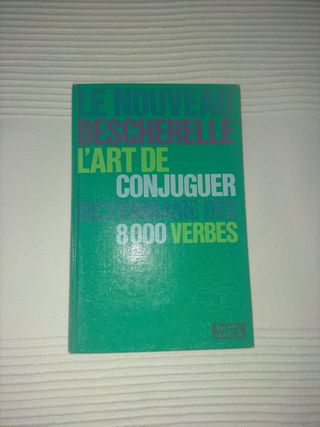 LE NOUVEAU
BESCHERELLE
L'ART DE
CONJUGUER
DICTIONNAIRE DES
8000 VERBES